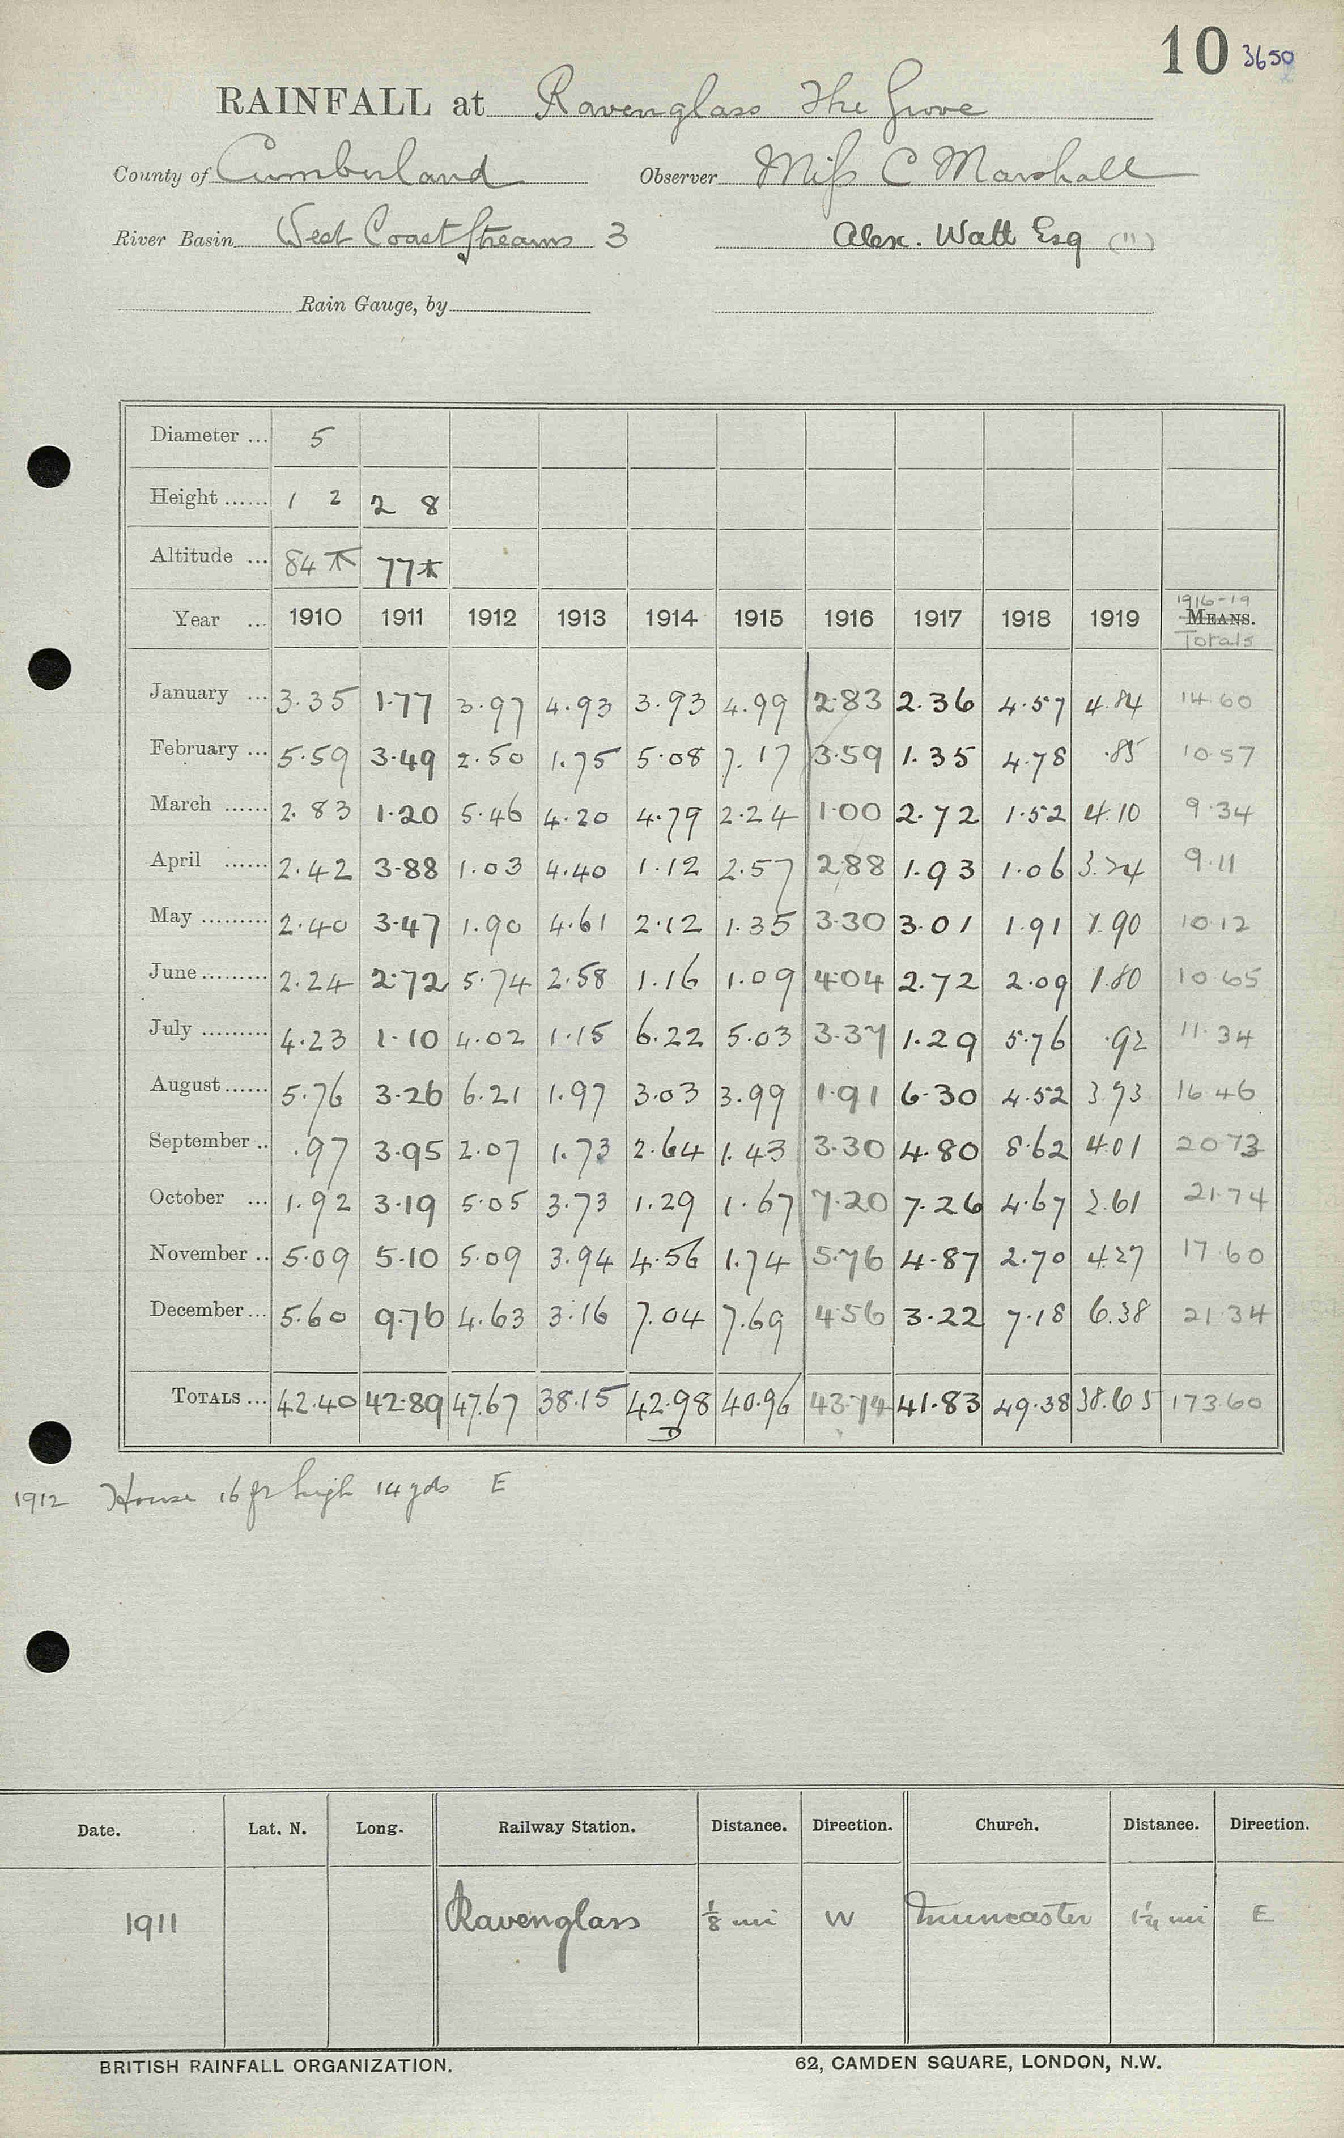 10 3650
RAINFALL at Ravenglass The Grove
County of Cumberland Observer Miss C Marshall
River Basin West Coast Streams 3 Alex. Watt Esq (")
Rain Gauge, by
Diameter ... 5
Height ...... 1 2 2 8
Altitude ... 84 * 77 *
1916-19
Year ... 1910 1911 1912 1913 1914 1915 1916 1917 1918 1919 MEANS.
Totals
January ... 3.35 1.77 3.97 4.93 3.93 4.99 2.83 2.36 4.57 4.84 14.60
February ... 5.59 3.49 2.50 1.75 5.08 7.17 3.59 1.35 4.78 .85 10.57
March ...... 2.83 1.20 5.46 4.20 4.79 2.24 1.00 2.72 1.52 4.10 9.34
April ...... 2.42 3.88 1.03 4.40 1.12 2.57 2.88 1.93 1.06 3.24 9.11
May ......... 2.40 3.47 1.90 4.61 2.12 1.35 3.30 3.01 1.91 1.90 10.12
June ......... 2.24 2.72 5.74 2.58 1.16 1.09 4.04 2.72 2.09 1.80 10.65
July ......... 4.23 1.10 4.02 1.15 6.22 5.03 3.37 1.29 5.76 .92 11.34
August ...... 5.76 3.26 6.21 1.97 3.03 3.99 1.91 6.30 4.52 3.73 16.46
September .. .97 3.95 2.07 1.73 2.64 1.43 3.30 4.80 8.62 4.01 20.73
October ... 1.92 3.19 5.05 3.73 1.29 1.67 7.20 7.26 4.67 2.61 21.74
November .. 5.09 5.10 5.09 3.94 4.56 1.74 5.76 4.87 2.70 4.27 17.60
December ... 5.60 9.76 4.63 3.16 7.04 7.69 4.56 3.22 7.18 6.38 21.34
TOTALS ... 42.40 42.89 47.67 38.15 42.98 40.96 43.74 41.83 49.38 38.65 173.60
D
1912 House 16 ft high 14 yds E
Date. Lat. N. Long. Railway Station. Distance. Direction. Church. Distance. Direction.
1911 Ravenglass 1/8 mi W Muncaster 1¼ mi E
BRITISH RAINFALL ORGANIZATION. 62, CAMDEN SQUARE, LONDON, N.W.